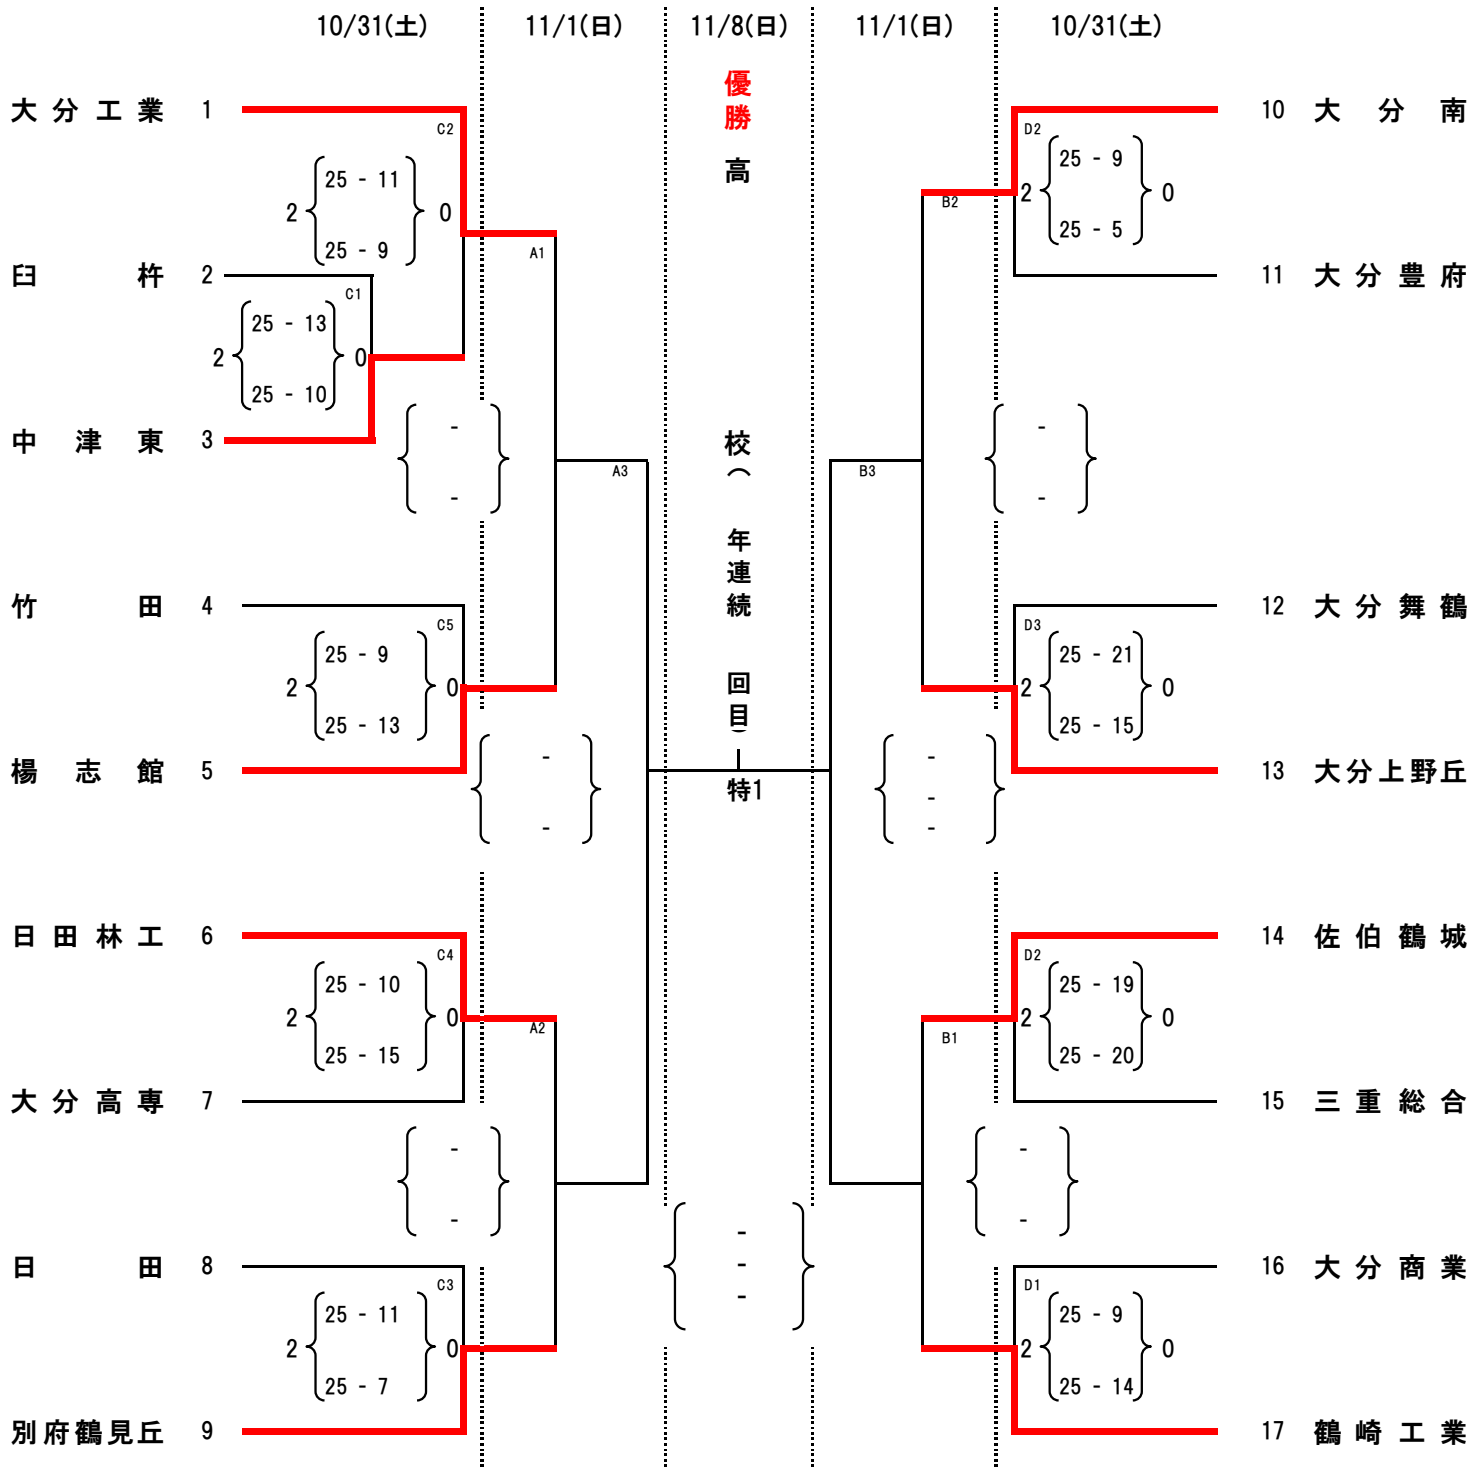 10/31(土) 11/1(日) 11/8(日) 11/1(日) 10/31(土)
優勝 高 校( 年連続 回目)
特1
大分工業 1
C2
25 - 11
2 0
25 - 9
A1
臼杵 2
C1
25 - 13
2 0
25 - 10
中津東 3
-
-
A3
竹田 4
C5
25 - 9
2 0
25 - 13
楊志館 5
-
-
日田林工 6
C4
25 - 10
2 0
25 - 15
A2
大分高専 7
-
-
日田 8
C3
25 - 11
2 0
25 - 7
別府鶴見丘 9
-
-
-
10 大分南
D2
25 - 9
2 0
25 - 5
B2
11 大分豊府
-
-
B3
12 大分舞鶴
D3
25 - 21
2 0
25 - 15
13 大分上野丘
-
-
-
14 佐伯鶴城
D2
25 - 19
2 0
25 - 20
B1
15 三重総合
-
-
16 大分商業
D1
25 - 9
2 0
25 - 14
17 鶴崎工業